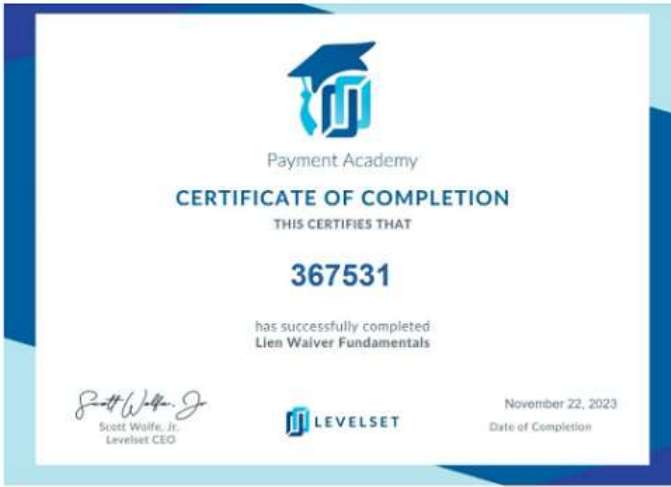 Payment Academy
CERTIFICATE OF COMPLETION
THIS CERTIFIES THAT
367531
has successfully completed
Lien Waiver Fundamentals
Scott Wolfe, Jr
Scott Wolfe, Jr.
Levelset CEO
LEVELSET
November 22, 2023
Date of Completion